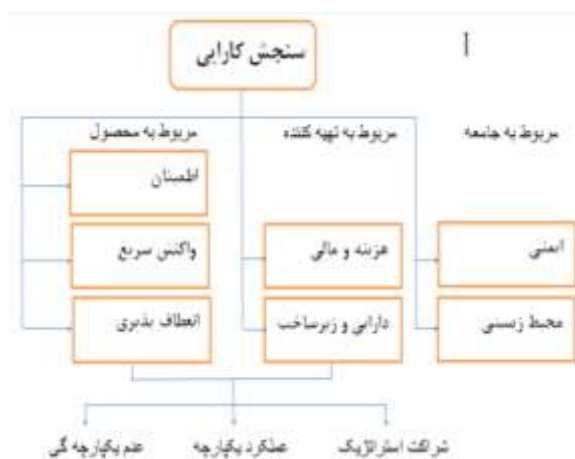 سنجش کارایی
آ
مربوط به جامعه
مربوط به تهیه کننده
مربوط به محصول
اطمینان
ایمنی
هزینه و مالی
واکنش سریع
محیط زیستی
دارایی و زیرساخت
انعطاف پذیری
شراکت استراتژیک
عملکرد یکپارچه
عدم یکپارچه گی